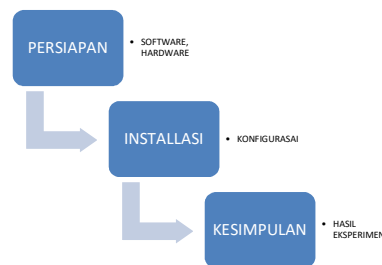 PERSIAPAN
• SOFTWARE,
HARDWARE
INSTALLASI
• KONFIGURASAI
KESIMPULAN
• HASIL
EKSPERIMEN